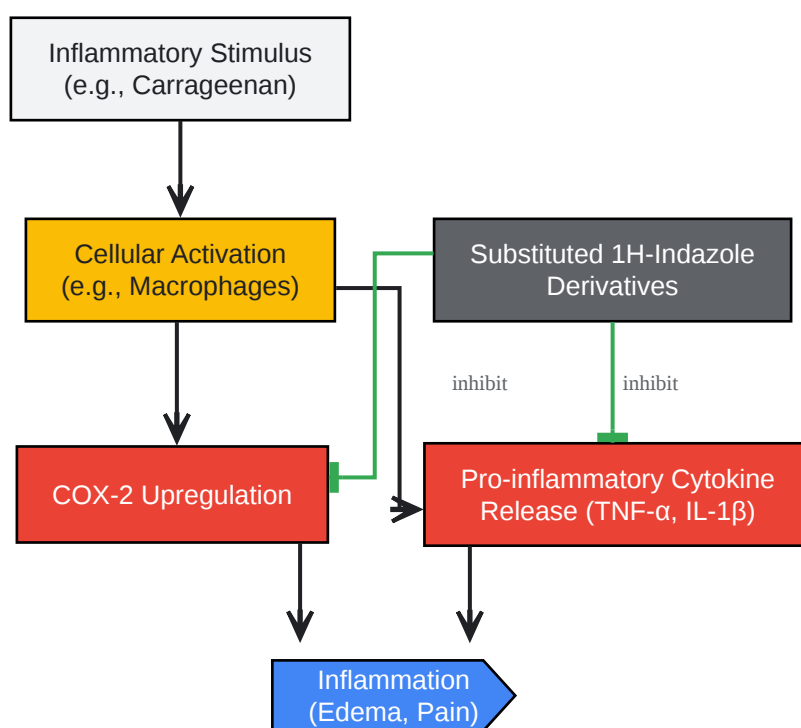 Inflammatory Stimulus
(e.g., Carrageenan)
Cellular Activation
(e.g., Macrophages)
Substituted 1H-Indazole
Derivatives
inhibit
inhibit
COX-2 Upregulation
Pro-inflammatory Cytokine
Release (TNF-α, IL-1β)
Inflammation
(Edema, Pain)